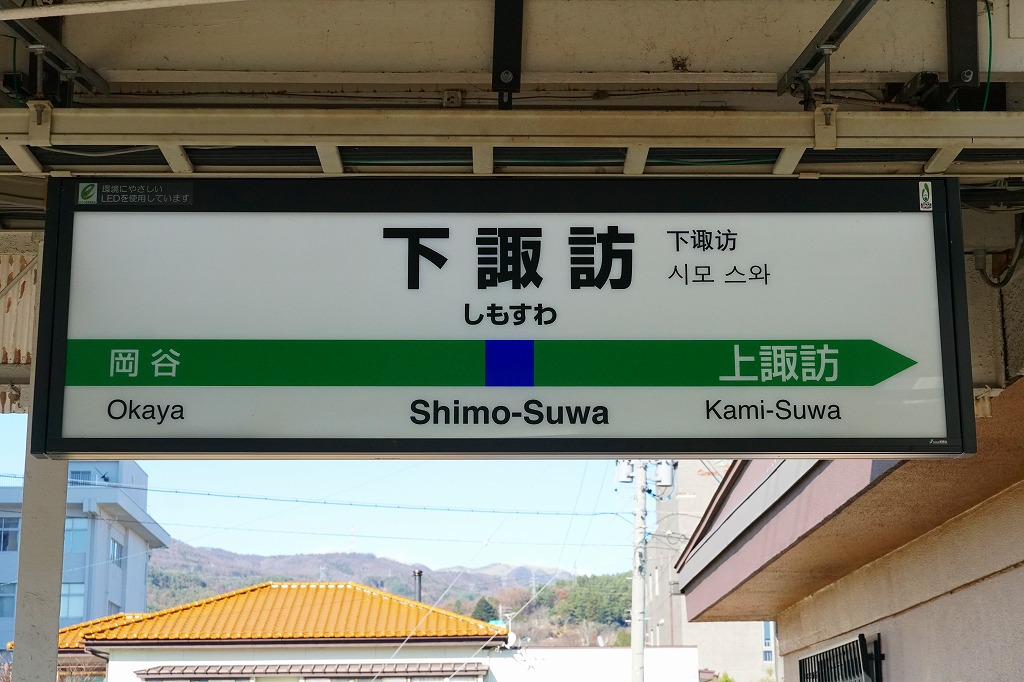 環境にやさしい
LEDを使用しています
下諏訪
下诹访
시모 스와
しもすわ
岡谷
上諏訪
Okaya
Shimo-Suwa
Kami-Suwa